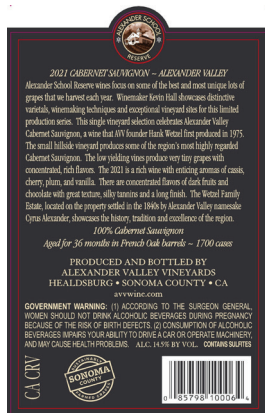 ALEXANDER SCHOOL
RESERVE
2021 CABERNET SAUVIGNON ~ ALEXANDER VALLEY
Alexander School Reserve wines focus on some of the best and most unique lots of
grapes that we harvest each year. Winemaker Kevin Hall showcases distinctive
varietals, winemaking techniques and exceptional vineyard sites for this limited
production series. This single vineyard selection celebrates Alexander Valley
Cabernet Sauvignon, a wine that AVV founder Hank Wetzel first produced in 1975.
The small hillside vineyard produces some of the region's most highly regarded
Cabernet Sauvignon. The low yielding vines produce very tiny grapes with
concentrated, rich flavors. The 2021 is a rich wine with enticing aromas of cassis,
cherry, plum, and vanilla. There are concentrated flavors of dark fruits and
chocolate with great texture, silky tannins and a long finish. The Wetzel Family
Estate, located on the property settled in the 1840s by Alexander Valley namesake
Cyrus Alexander, showcases the history, tradition and excellence of the region.
100% Cabernet Sauvignon
Aged for 36 months in French Oak barrels ~ 1700 cases
PRODUCED AND BOTTLED BY
ALEXANDER VALLEY VINEYARDS
HEALDSBURG • SONOMA COUNTY • CA
avvwine.com
GOVERNMENT WARNING: (1) ACCORDING TO THE SURGEON GENERAL,
WOMEN SHOULD NOT DRINK ALCOHOLIC BEVERAGES DURING PREGNANCY
BECAUSE OF THE RISK OF BIRTH DEFECTS. (2) CONSUMPTION OF ALCOHOLIC
BEVERAGES IMPAIRS YOUR ABILITY TO DRIVE A CAR OR OPERATE MACHINERY,
AND MAY CAUSE HEALTH PROBLEMS. ALC. 14.5% BY VOL. CONTAINS SULFITES
CA CRV
SUSTAINABLE
SONOMA
COUNTY
0 85798 10006 4